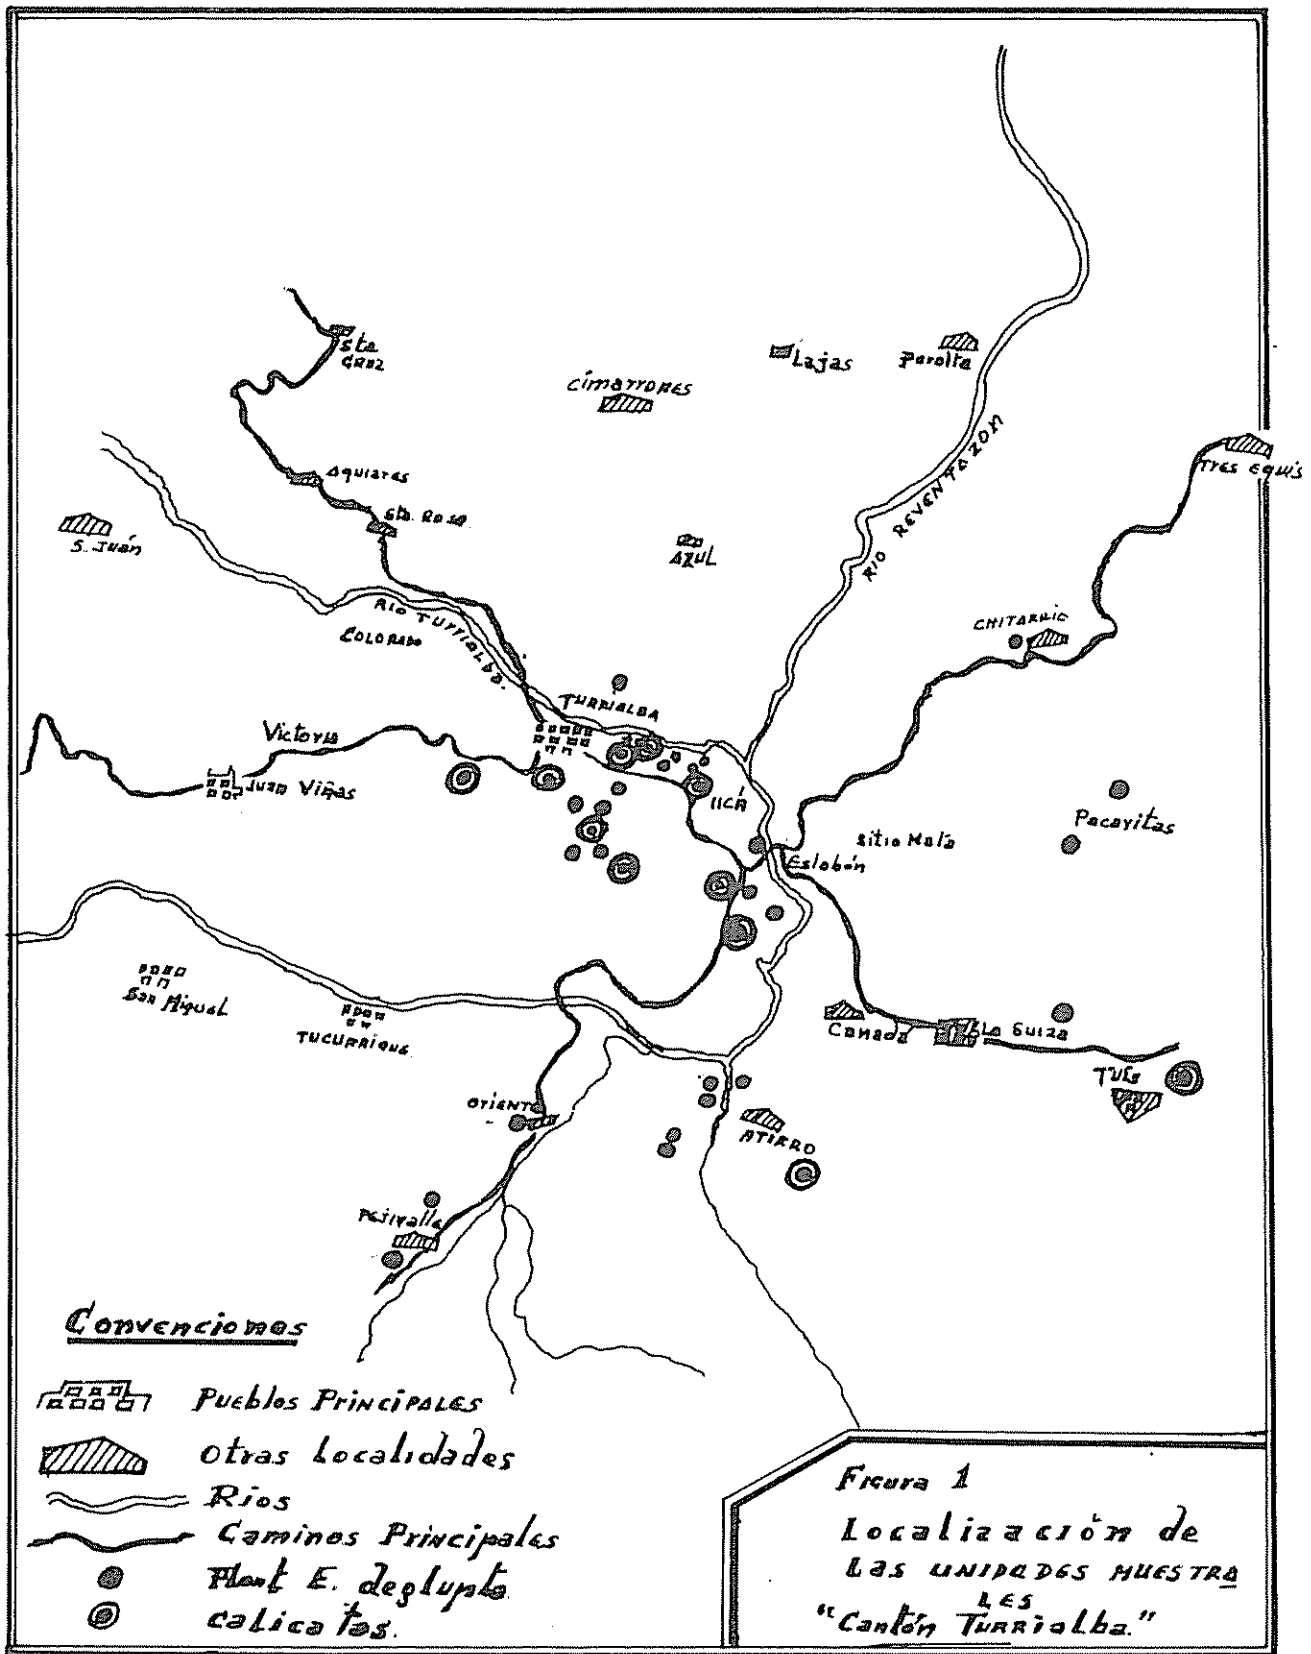 Sta
CRUZ
Lajas
Peralta
Cimarrones
Tres Equis
Aquiares
Sta. Rosa
S. Juán
Azul
RIO REVENTAZON
RIO TURRIALBA.
COLORADO
CHITARRIC
TURRIALBA
Victoria
Juan Viñas
IICA
Pacayitas
Sitio Mata
Eslabón
San Miguel
TUCURRIQUE
Canada
La Suiza
TUIS
Oriente
ATIRRO
Pejivalle
Convenciones
Pueblos Principales
Otras Localidades
Rios
Caminos Principales
Plant E. deglupta.
calicatas.
Figura 1
Localización de
Las UNIDADES MUESTRA
LES
"Cantón Turrialba."